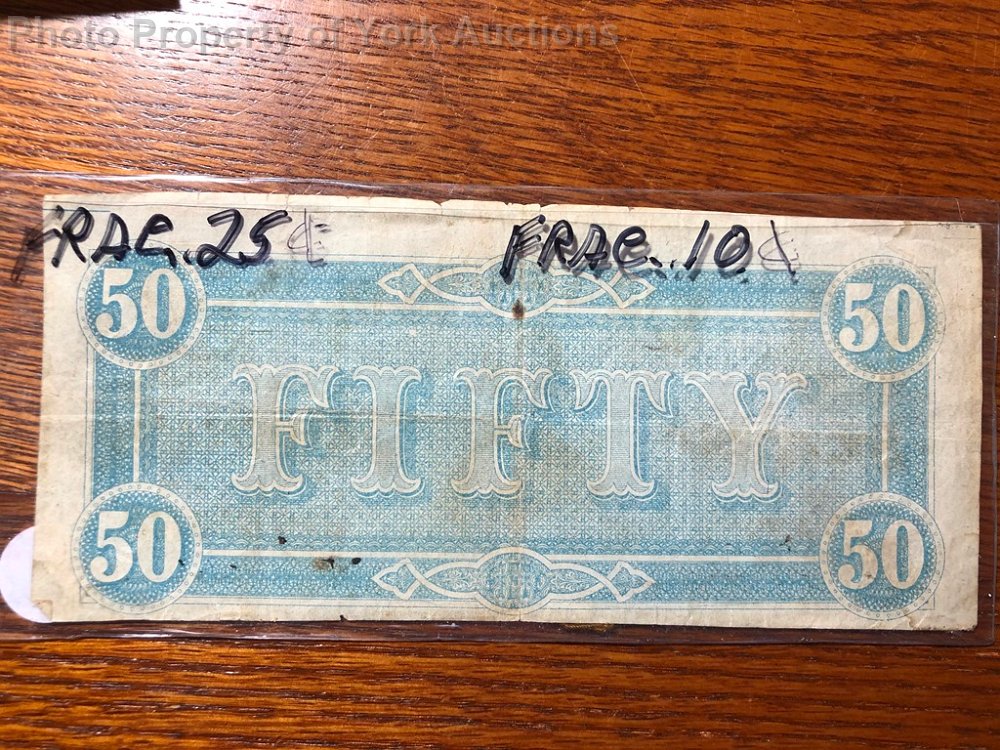 Photo Property of York Auctions
FRAC. 25¢ FRAC. 10¢
50 50
FIFTY
50 50